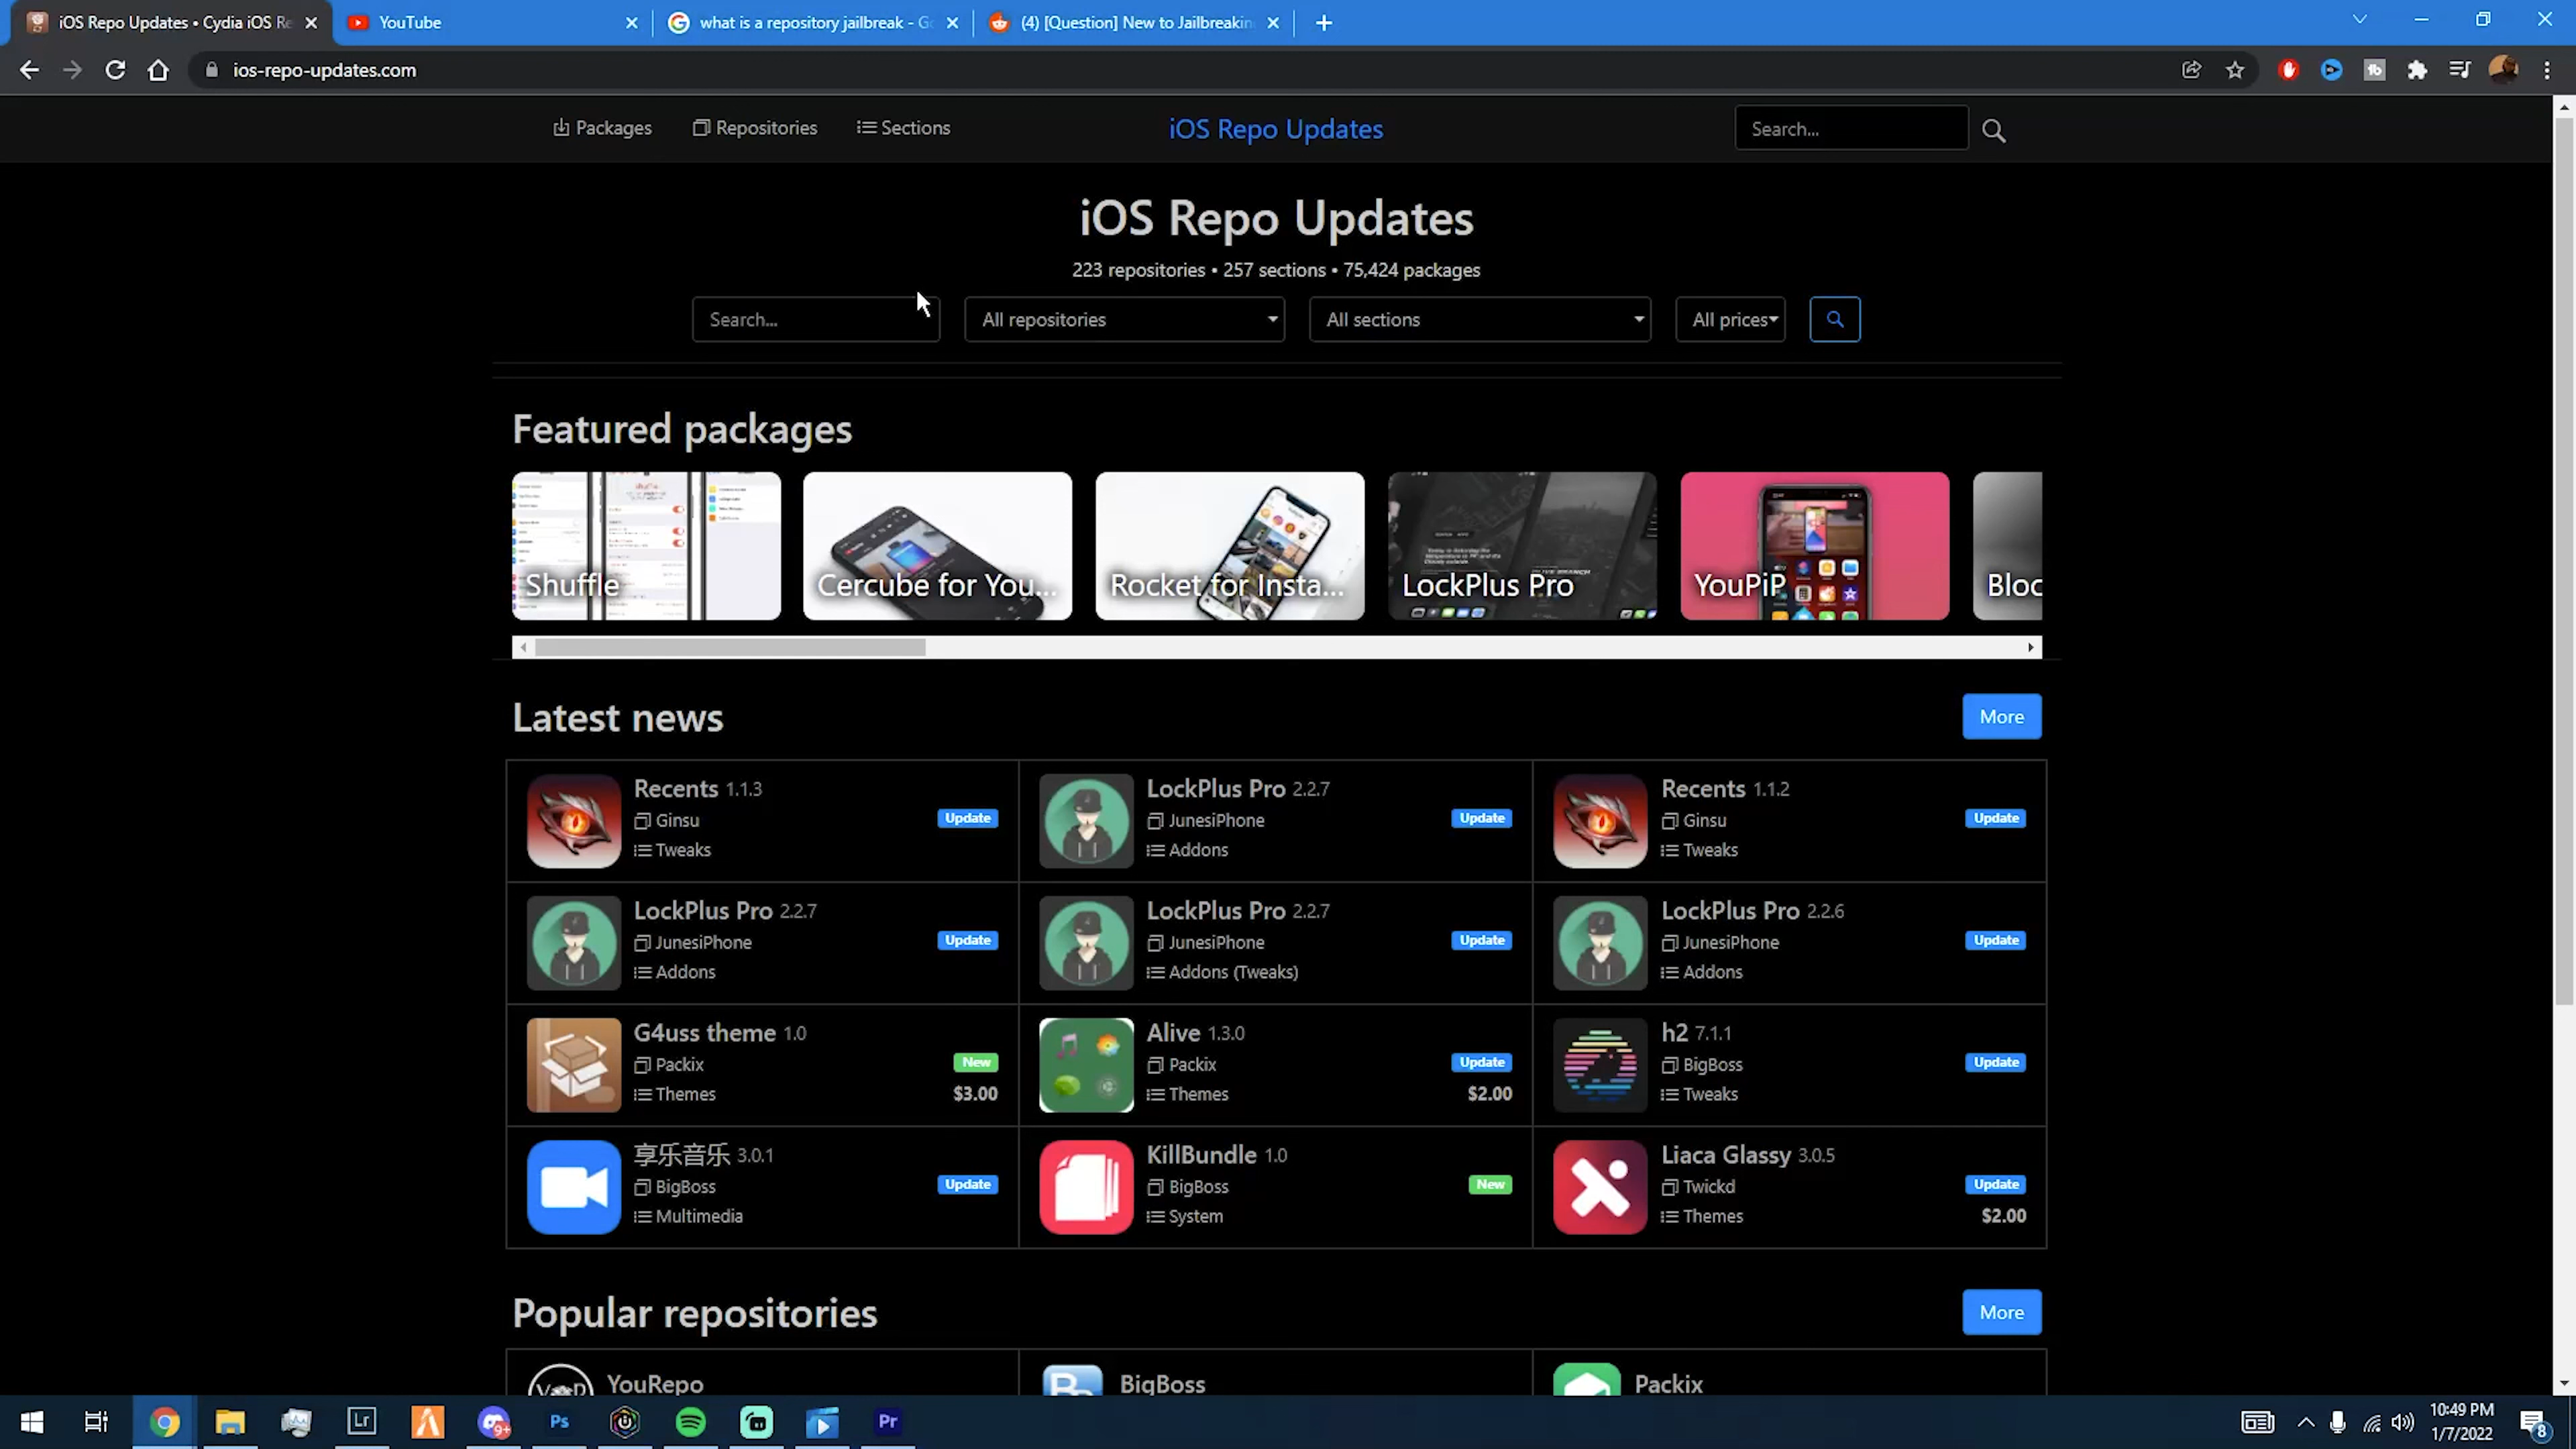 iOS Repo Updates • Cydia iOS Re
YouTube
what is a repository jailbreak - Go
(4) [Question] New to Jailbreakin
ios-repo-updates.com
Packages
Repositories
Sections
iOS Repo Updates
Search...
iOS Repo Updates
223 repositories • 257 sections • 75,424 packages
Search...
All repositories
All sections
All prices
Featured packages
Shuffle
Cercube for You...
Rocket for Insta...
LockPlus Pro
YouPiP
Bloc
Latest news
More
Recents 1.1.3
Ginsu
Tweaks
Update
LockPlus Pro 2.2.7
JunesiPhone
Addons
Update
Recents 1.1.2
Ginsu
Tweaks
Update
LockPlus Pro 2.2.7
JunesiPhone
Addons
Update
LockPlus Pro 2.2.7
JunesiPhone
Addons (Tweaks)
Update
LockPlus Pro 2.2.6
JunesiPhone
Addons
Update
G4uss theme 1.0
Packix
Themes
New
$3.00
Alive 1.3.0
Packix
Themes
Update
$2.00
h2 7.1.1
BigBoss
Tweaks
Update
享乐音乐 3.0.1
BigBoss
Multimedia
Update
KillBundle 1.0
BigBoss
System
New
Liaca Glassy 3.0.5
Twickd
Themes
Update
$2.00
Popular repositories
More
YouRepo
BigBoss
Packix
Lr
9+
Ps
Pr
10:49 PM
1/7/2022
8